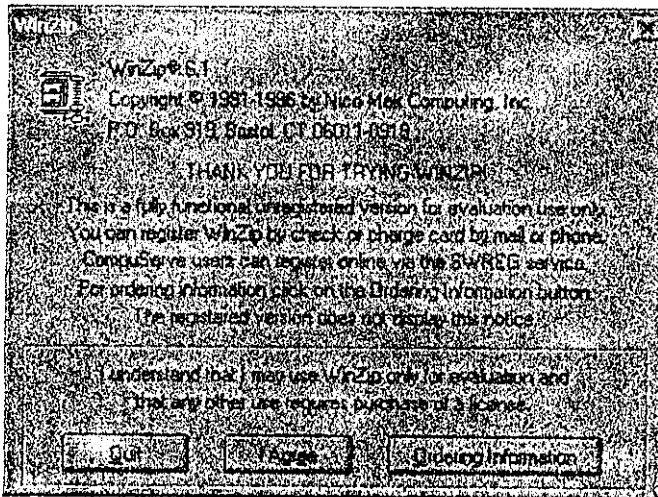 WinZip
WinZip® 6.1
Copyright © 1991-1996 by Nico Mak Computing, Inc.
P.O. Box 919, Bristol, CT 06011-0919
THANK YOU FOR TRYING WINZIP!
This is a fully functional unregistered version for evaluation use only.
You can register WinZip by check or charge card by mail or phone.
CompuServe users can register online via the SWREG service.
For ordering information click on the Ordering Information button.
The registered version does not display this notice.
I understand that I may use WinZip only for evaluation and
that any other use requires purchase of a license.
Quit
I Agree
Ordering Information